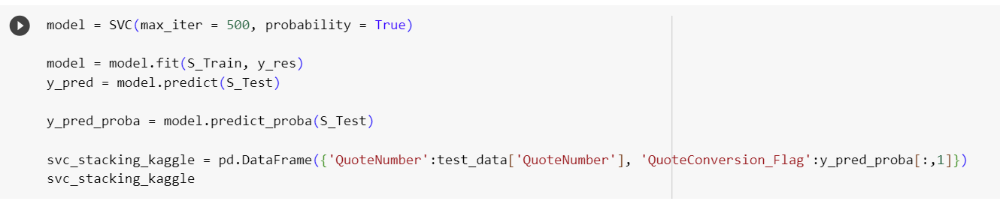 model = SVC(max_iter = 500, probability = True)
model = model.fit(S_Train, y_res)
y_pred = model.predict(S_Test)
y_pred_proba = model.predict_proba(S_Test)
svc_stacking_kaggle = pd.DataFrame({'QuoteNumber':test_data['QuoteNumber'], 'QuoteConversion_Flag':y_pred_proba[:,1]})
svc_stacking_kaggle